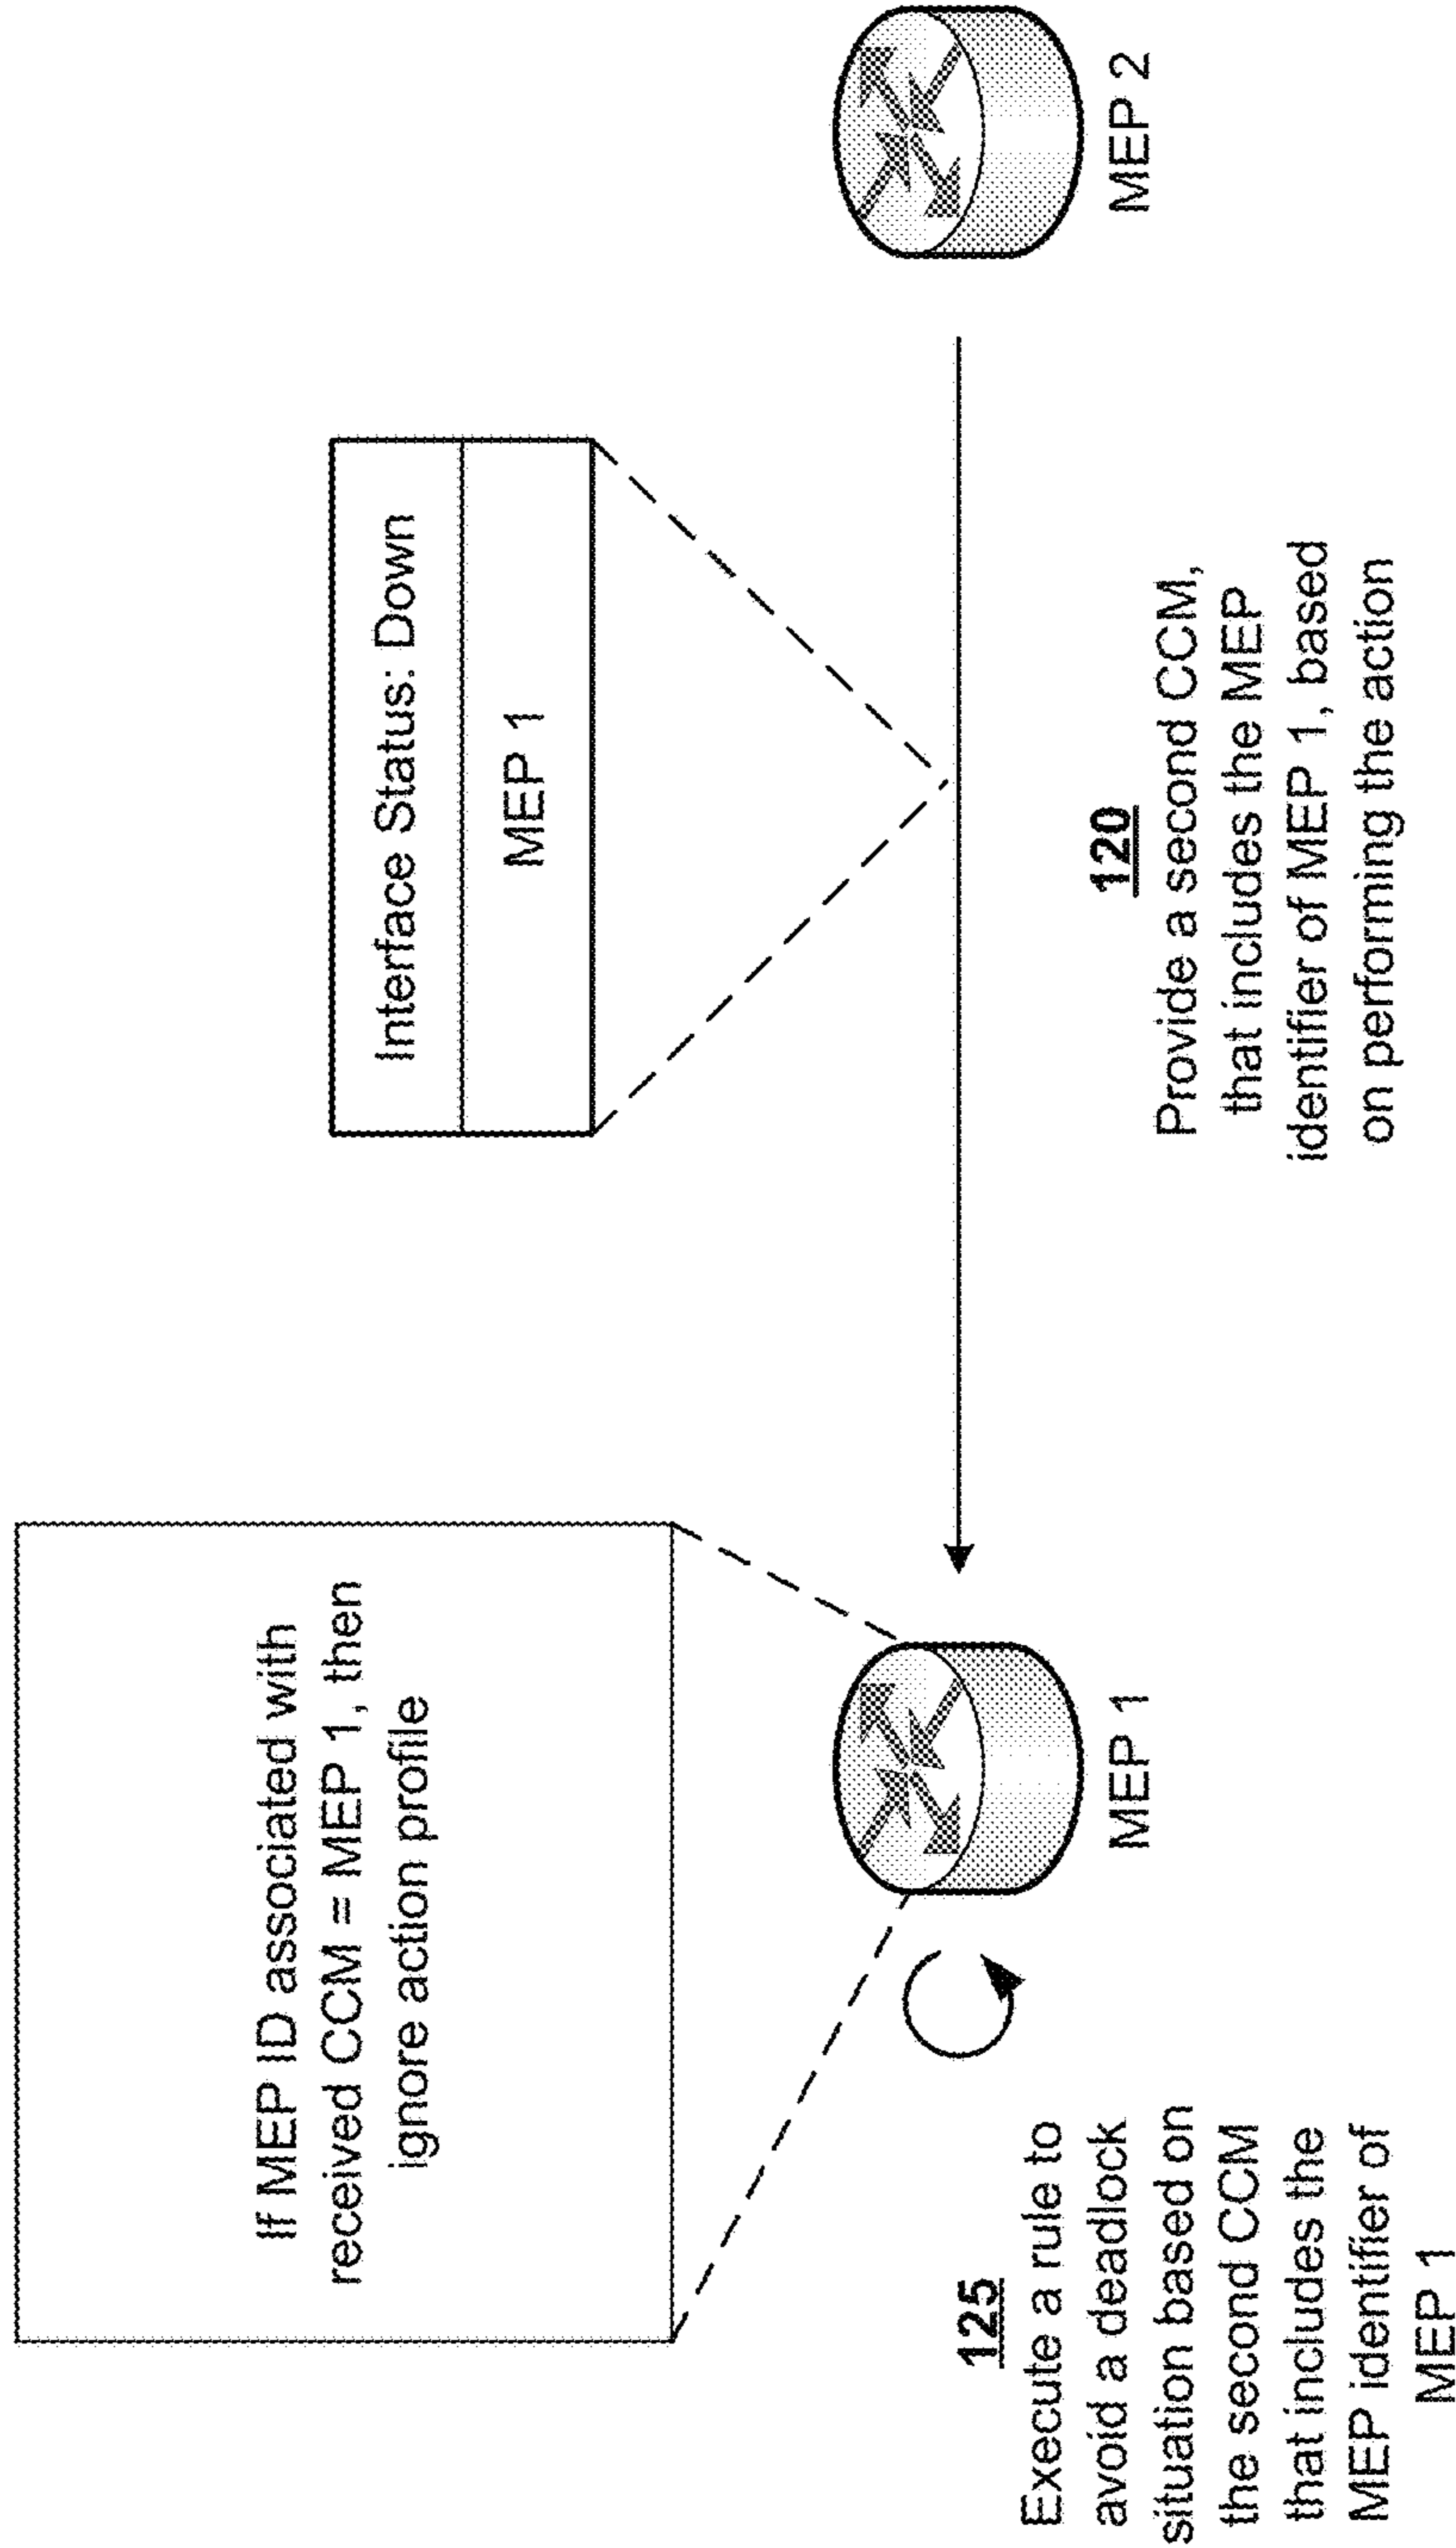 If MEP ID associated with
received CCM = MEP 1, then
ignore action profile
Interface Status: Down
MEP 1
MEP 1
MEP 2
125
Execute a rule to
avoid a deadlock
situation based on
the second CCM
that includes the
MEP identifier of
MEP 1
120
Provide a second CCM,
that includes the MEP
identifier of MEP 1, based
on performing the action